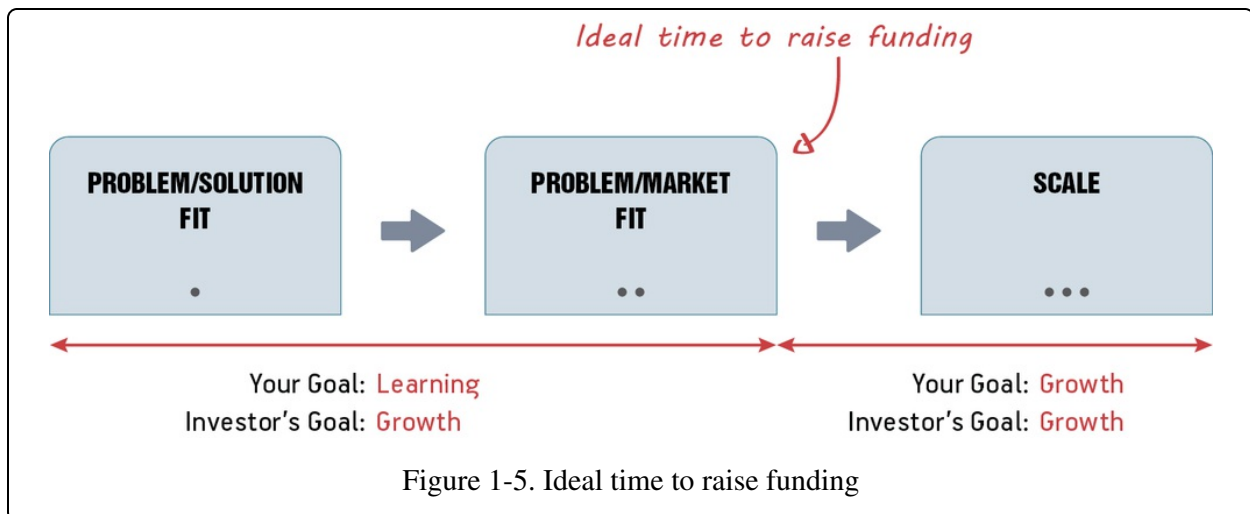 Ideal time to raise funding
PROBLEM/SOLUTION
FIT
PROBLEM/MARKET
FIT
SCALE
Your Goal: Learning
Investor's Goal: Growth
Your Goal: Growth
Investor's Goal: Growth
Figure 1-5. Ideal time to raise funding